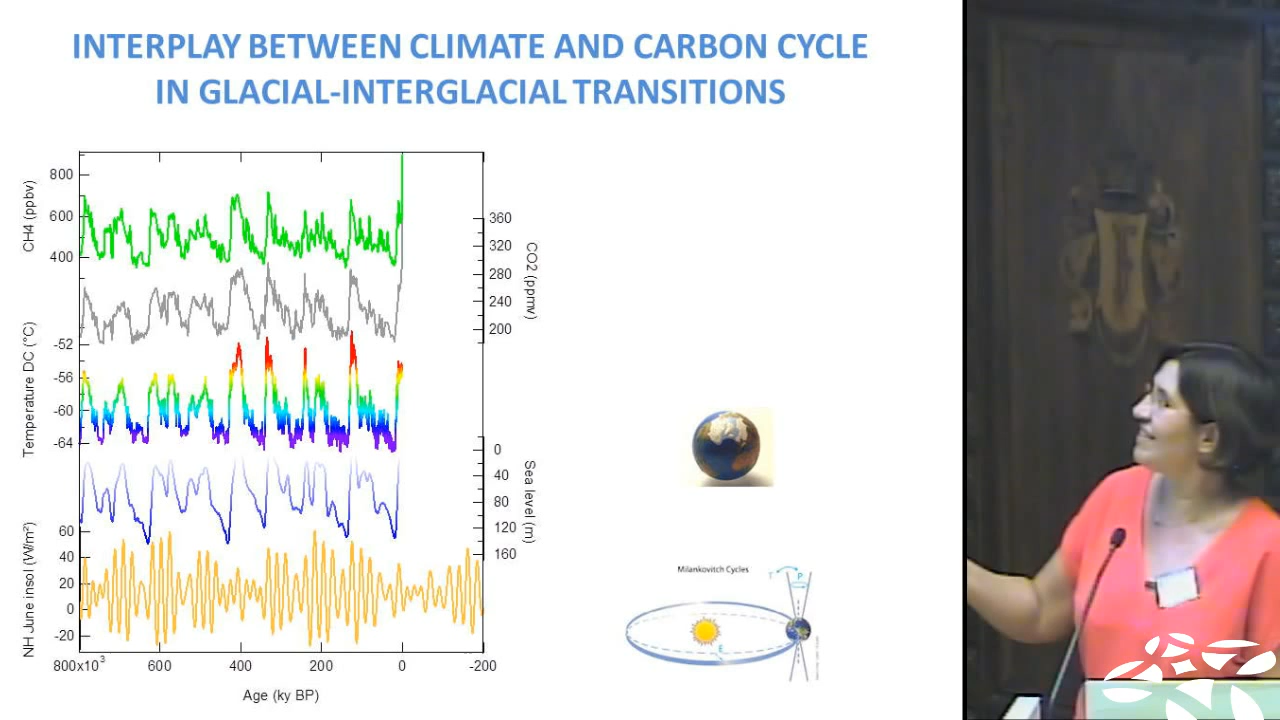 INTERPLAY BETWEEN CLIMATE AND CARBON CYCLE
IN GLACIAL-INTERGLACIAL TRANSITIONS
CH4 (ppbv)
800
600
400
360
320
280
240
200
CO2 (ppmv)
Temperature DC (°C)
-52
-56
-60
-64
0
40
80
120
160
Sea level (m)
NH June insol (W/m²)
60
40
20
0
-20
800x10³ 600 400 200 0 -200
Age (ky BP)
Milankovitch Cycles
T P
E